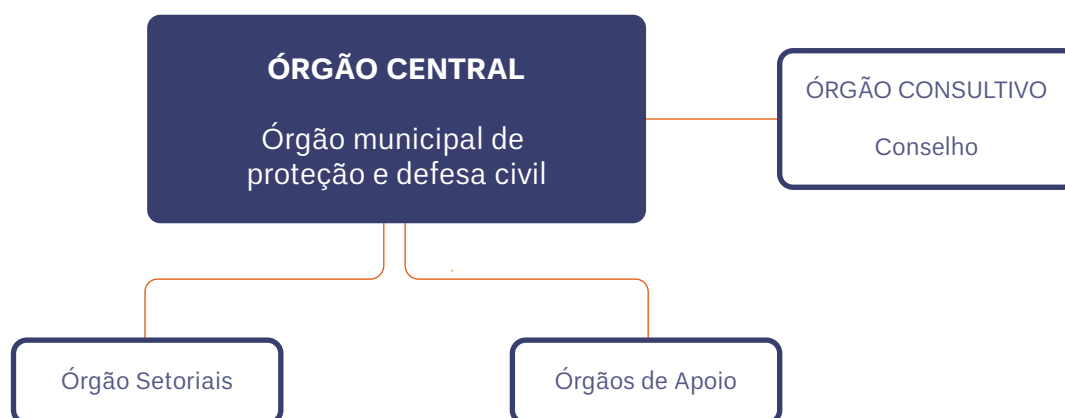 ÓRGÃO CENTRAL
Órgão municipal de
proteção e defesa civil
ÓRGÃO CONSULTIVO
Conselho
Órgão Setoriais
Órgãos de Apoio